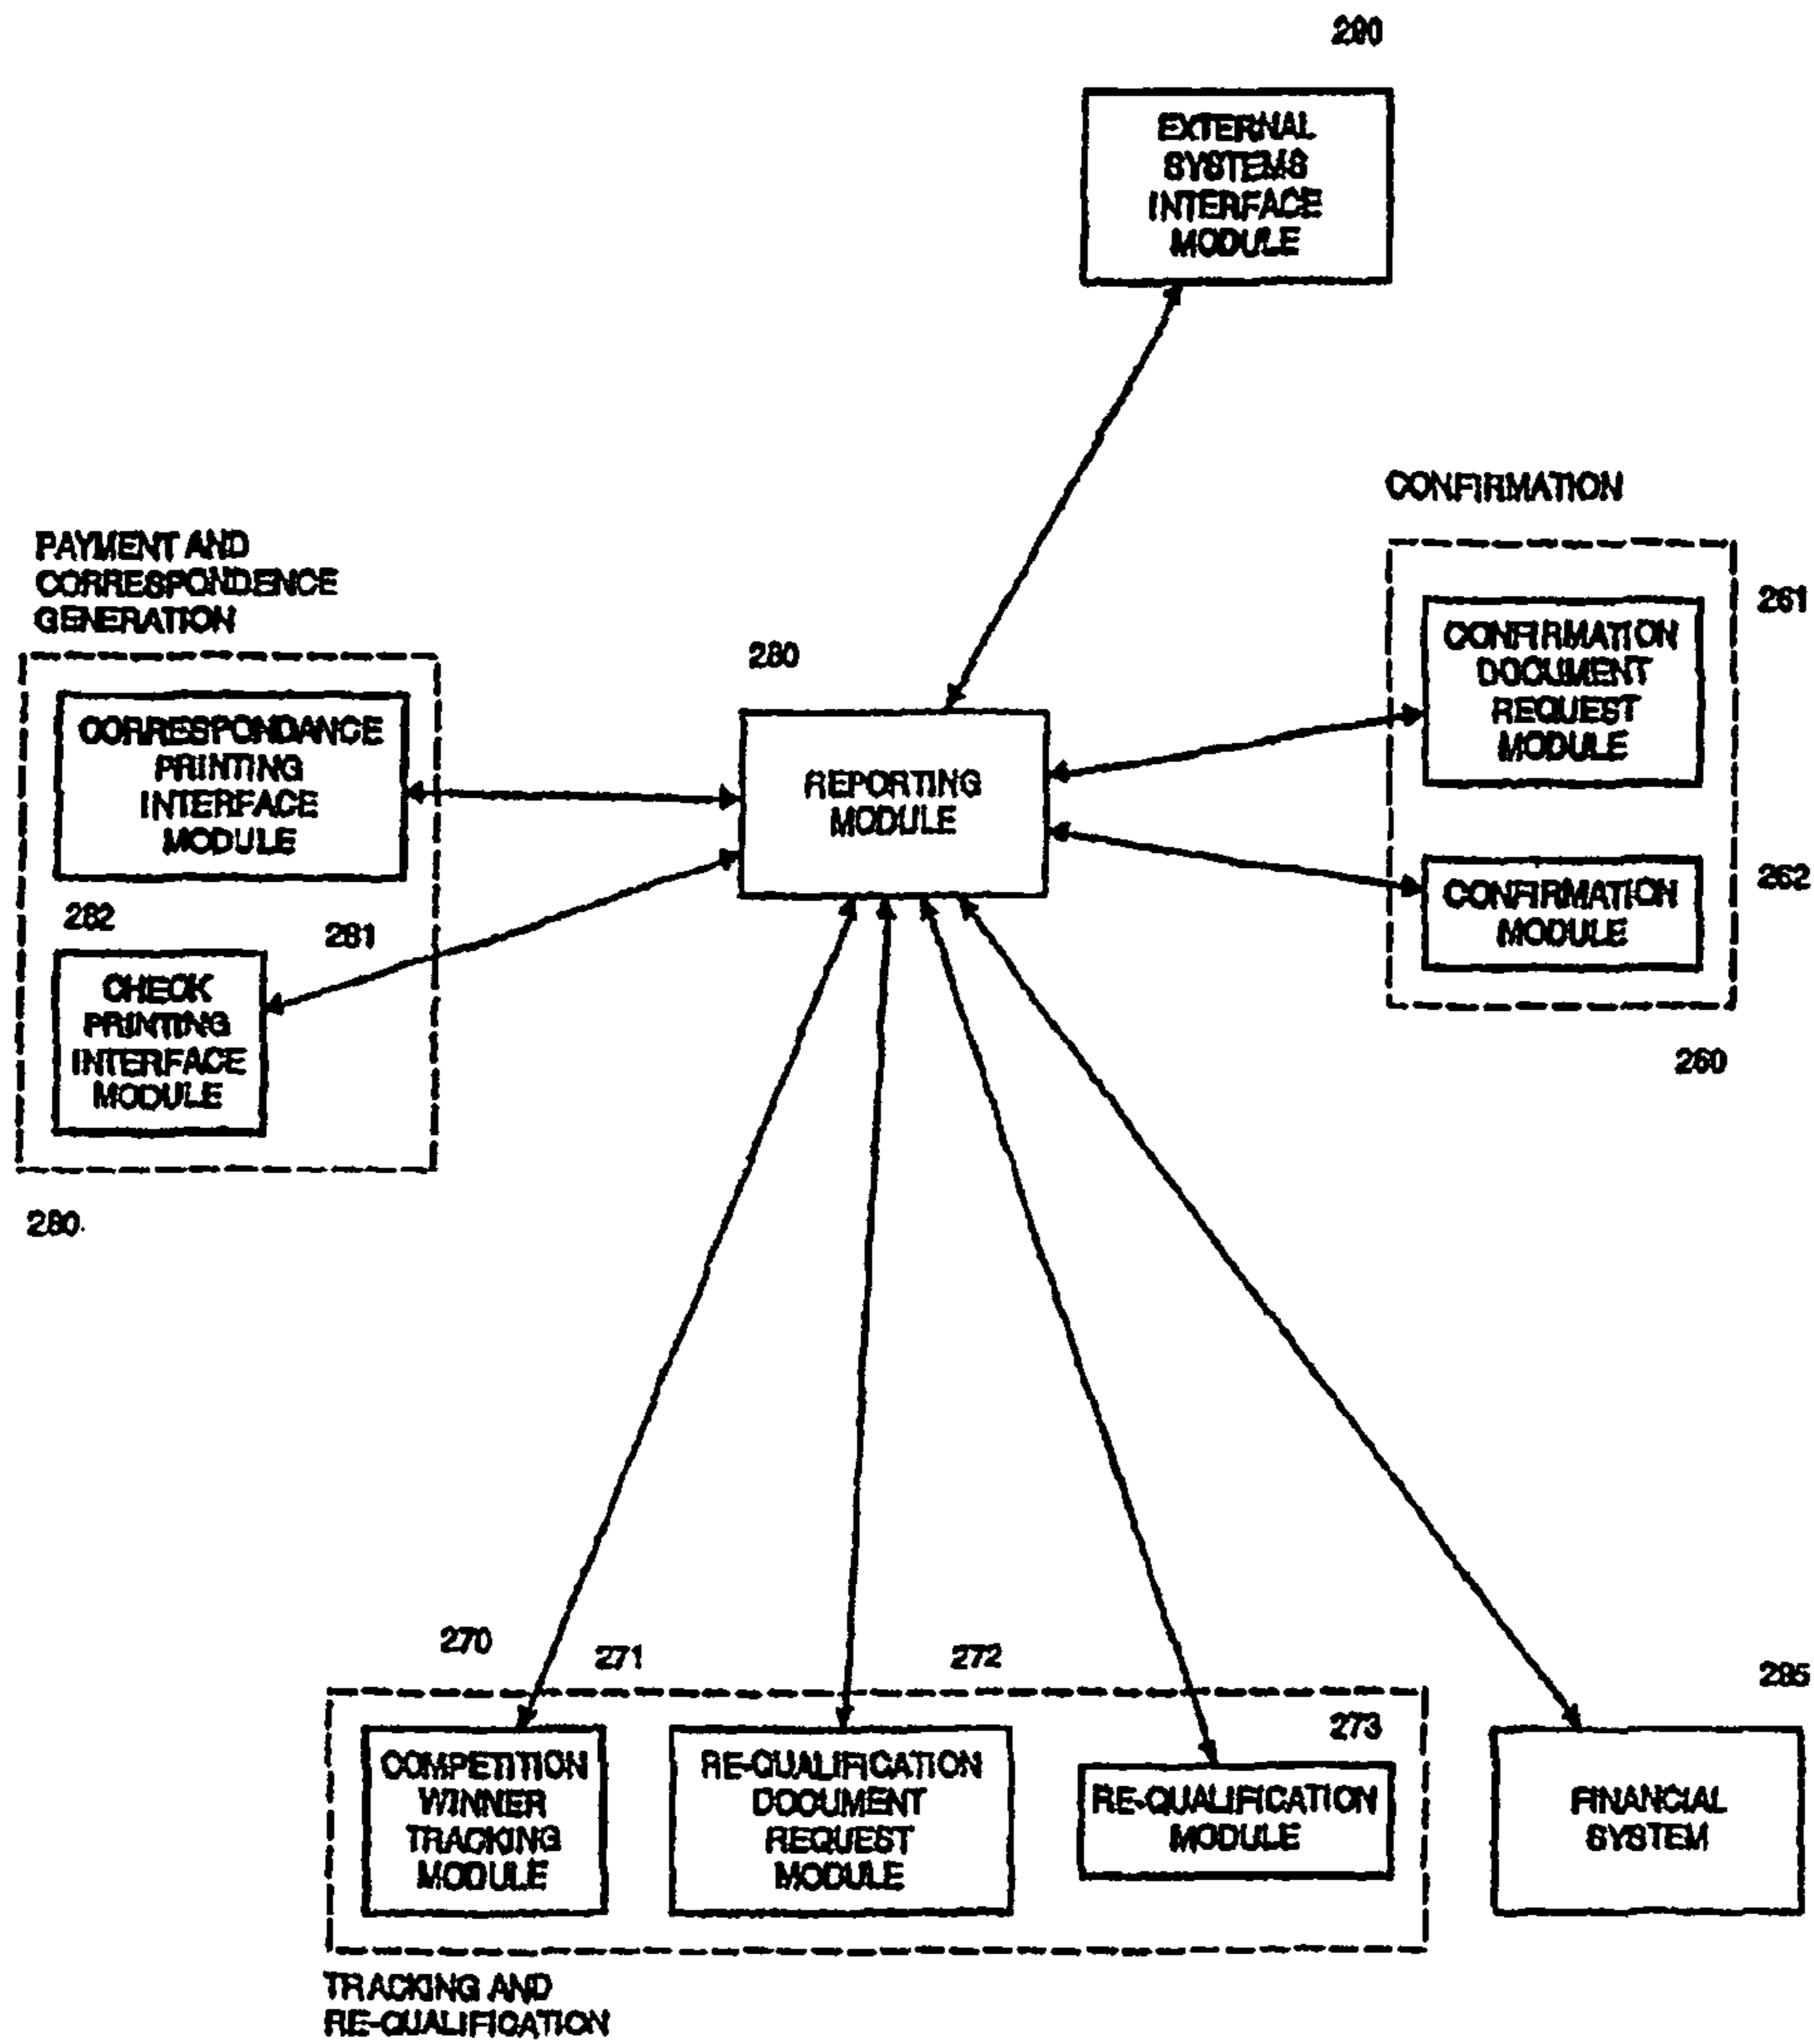 290
EXTERNAL
SYSTEMS
INTERFACE
MODULE
CONFIRMATION
PAYMENT AND
CORRESPONDENCE
GENERATION
261
CONFIRMATION
DOCUMENT
REQUEST
MODULE
280
REPORTING
MODULE
CORRESPONDANCE
PRINTING
INTERFACE
MODULE
262
CONFIRMATION
MODULE
282
281
CHECK
PRINTING
INTERFACE
MODULE
260
280
270
271
272
285
273
COMPETITION
WINNER
TRACKING
MODULE
RE-QUALIFICATION
DOCUMENT
REQUEST
MODULE
RE-QUALIFICATION
MODULE
FINANCIAL
SYSTEM
TRACKING AND
RE-QUALIFICATION